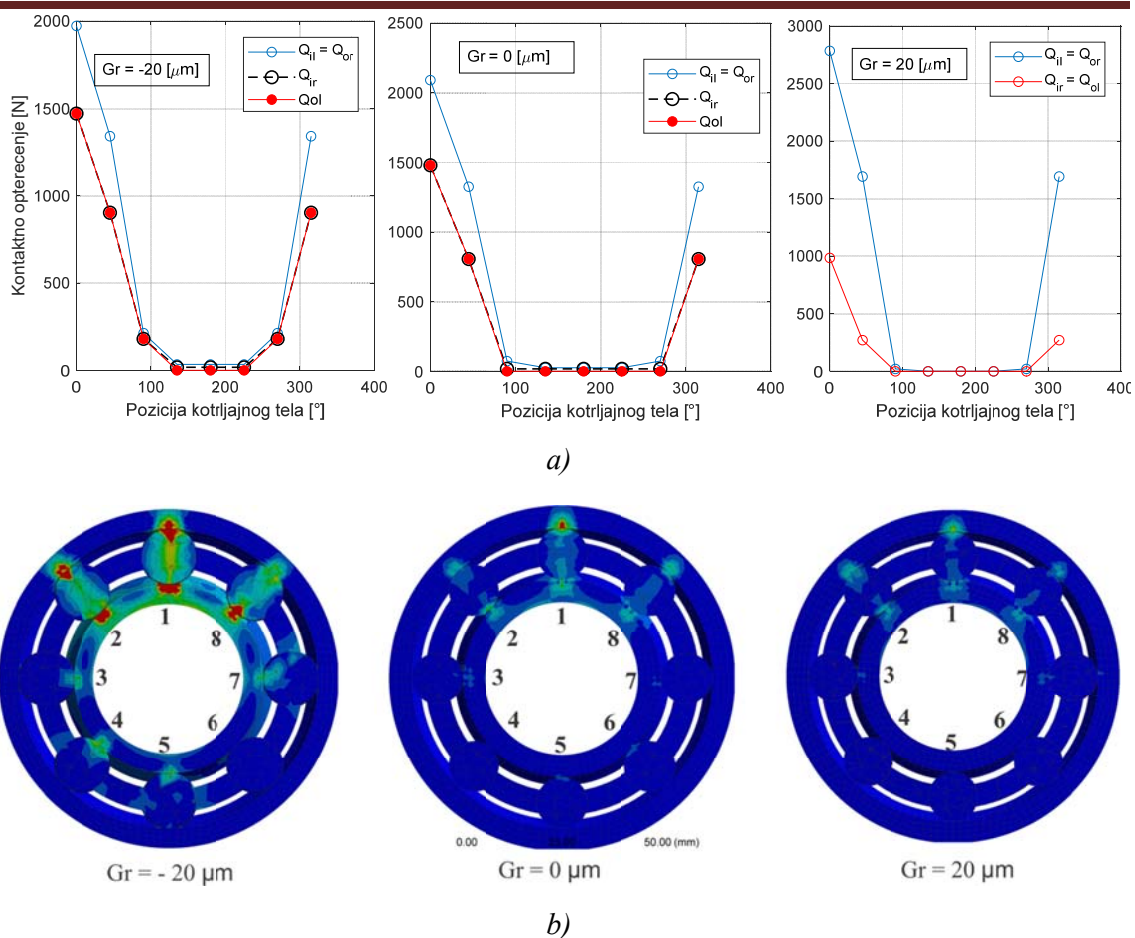 2000
1500
1000
500
0
0
100
200
300
400
Gr = -20 [μm]
Q_il = Q_or
Q_ir
Qol
Kontaktno opterecenje [N]
Pozicija kotrljajnog tela [°]
2500
2000
1500
1000
500
0
0
100
200
300
400
Gr = 0 [μm]
Q_il = Q_or
Q_ir
Qol
Pozicija kotrljajnog tela [°]
3000
2500
2000
1500
1000
500
0
0
100
200
300
400
Gr = 20 [μm]
Q_il = Q_or
Q_ir = Q_ol
Pozicija kotrljajnog tela [°]
a)
1
2
8
3
7
4
6
5
Gr = - 20 μm
1
2
8
3
7
4
6
5
0.00
50.00 (mm)
Gr = 0 μm
1
2
8
3
7
4
6
5
Gr = 20 μm
b)